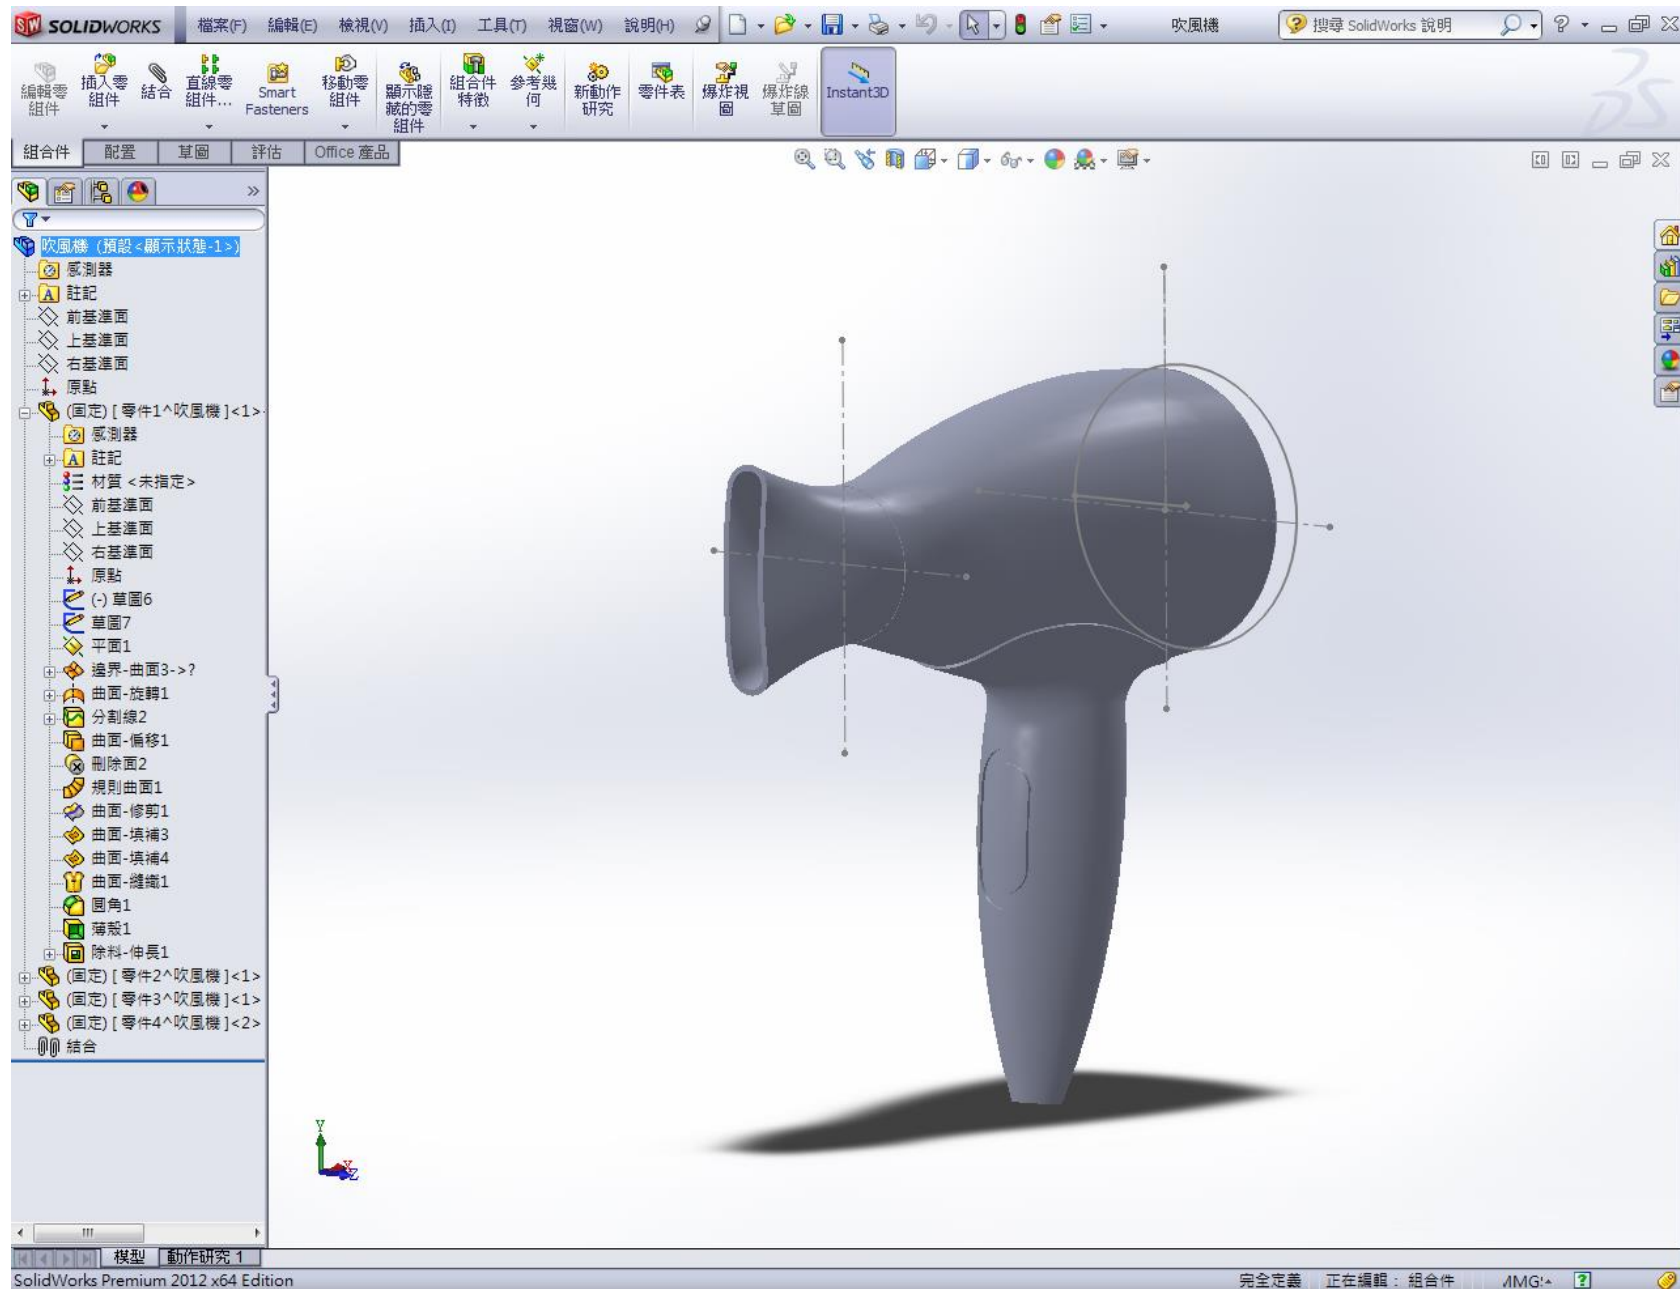 SOLIDWORKS 檔案(F) 編輯(E) 檢視(V) 插入(I) 工具(T) 視窗(W) 說明(H) 吹風機 搜尋 SolidWorks 說明
編輯零組件
插入零組件
結合
直線零組件...
Smart Fasteners
移動零組件
顯示隱藏的零組件
組合件特徵
參考幾何
新動作研究
零件表
爆炸視圖
爆炸線草圖
Instant3D
組合件 配置 草圖 評估 Office 產品
吹風機 (預設<顯示狀態-1>)
感測器
註記
前基準面
上基準面
右基準面
原點
(固定) [ 零件1^吹風機 ]<1>
感測器
註記
材質 <未指定>
前基準面
上基準面
右基準面
原點
(-) 草圖6
草圖7
平面1
邊界-曲面3->?
曲面-旋轉1
分割線2
曲面-偏移1
刪除面2
規則曲面1
曲面-修剪1
曲面-填補3
曲面-填補4
曲面-縫織1
圓角1
薄殼1
除料-伸長1
(固定) [ 零件2^吹風機 ]<1>
(固定) [ 零件3^吹風機 ]<1>
(固定) [ 零件4^吹風機 ]<2>
結合
Y
X
Z
模型 動作研究 1
SolidWorks Premium 2012 x64 Edition 完全定義 正在編輯： 組合件